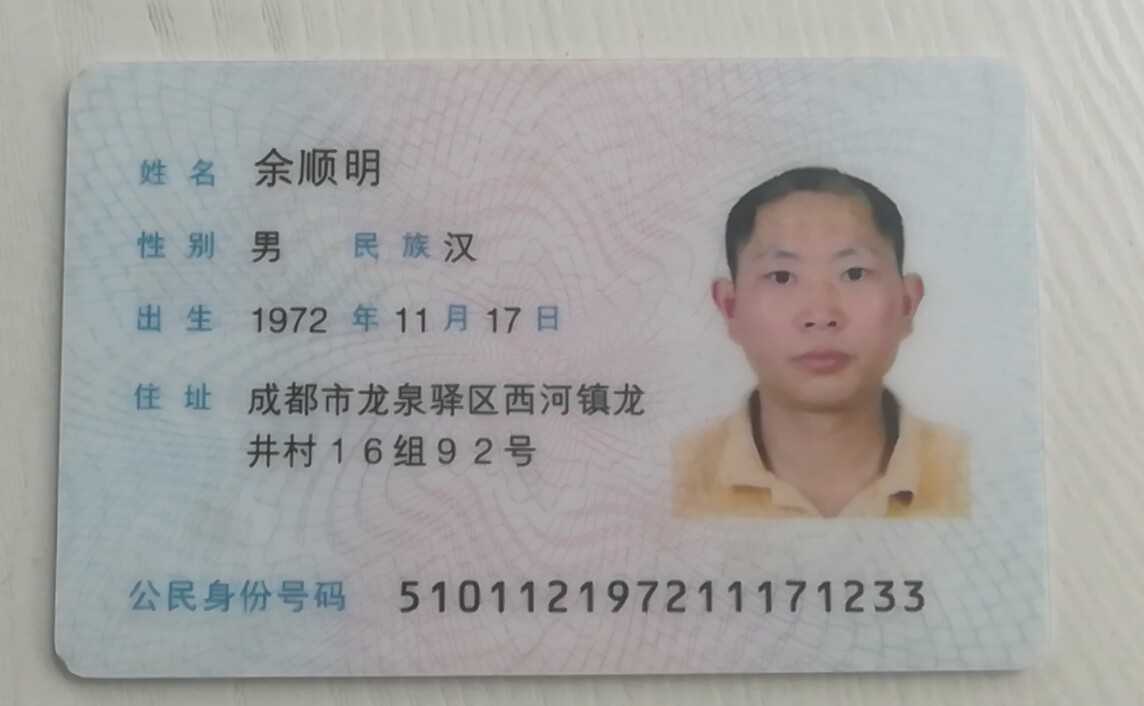 姓名 余顺明
性别 男 民族 汉
出生 1972 年 11 月 17 日
住址 成都市龙泉驿区西河镇龙
井村16组92号
公民身份号码 510112197211171233